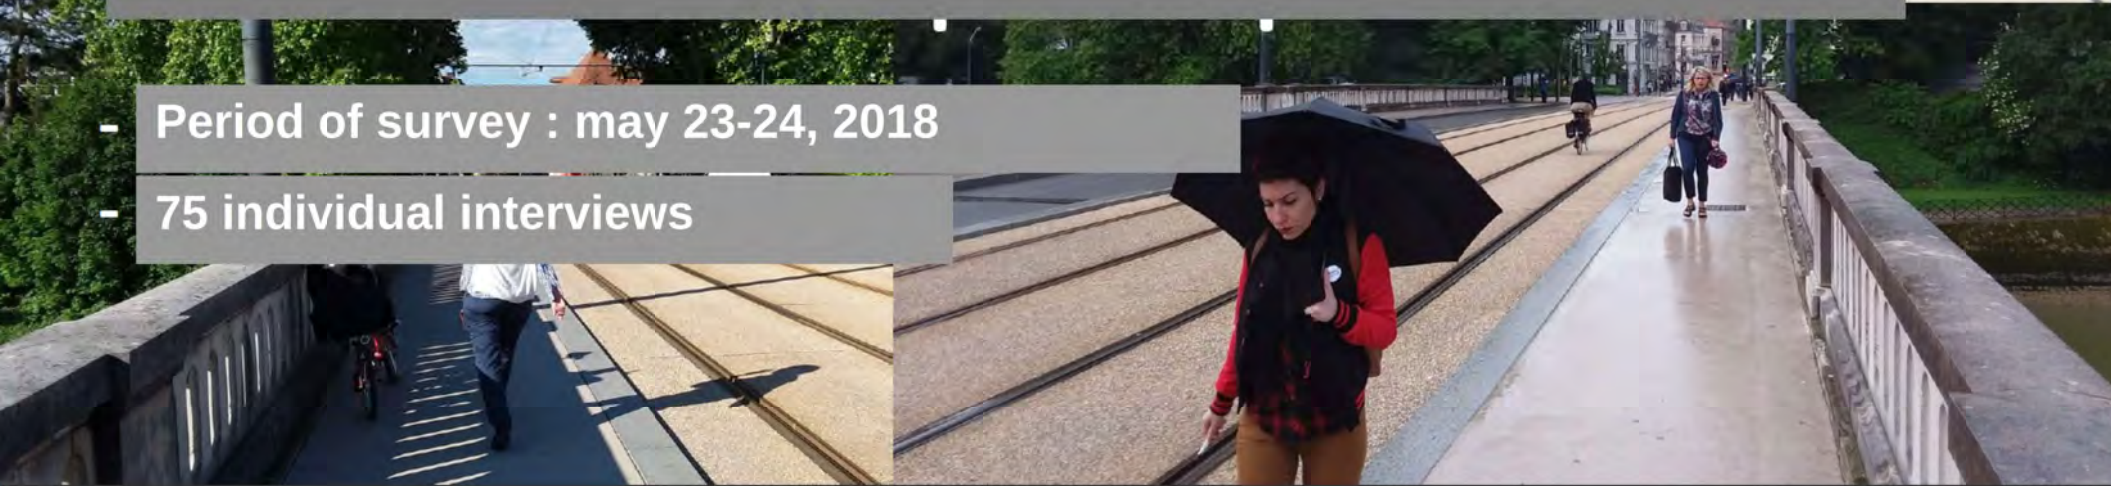 - Period of survey : may 23-24, 2018
- 75 individual interviews